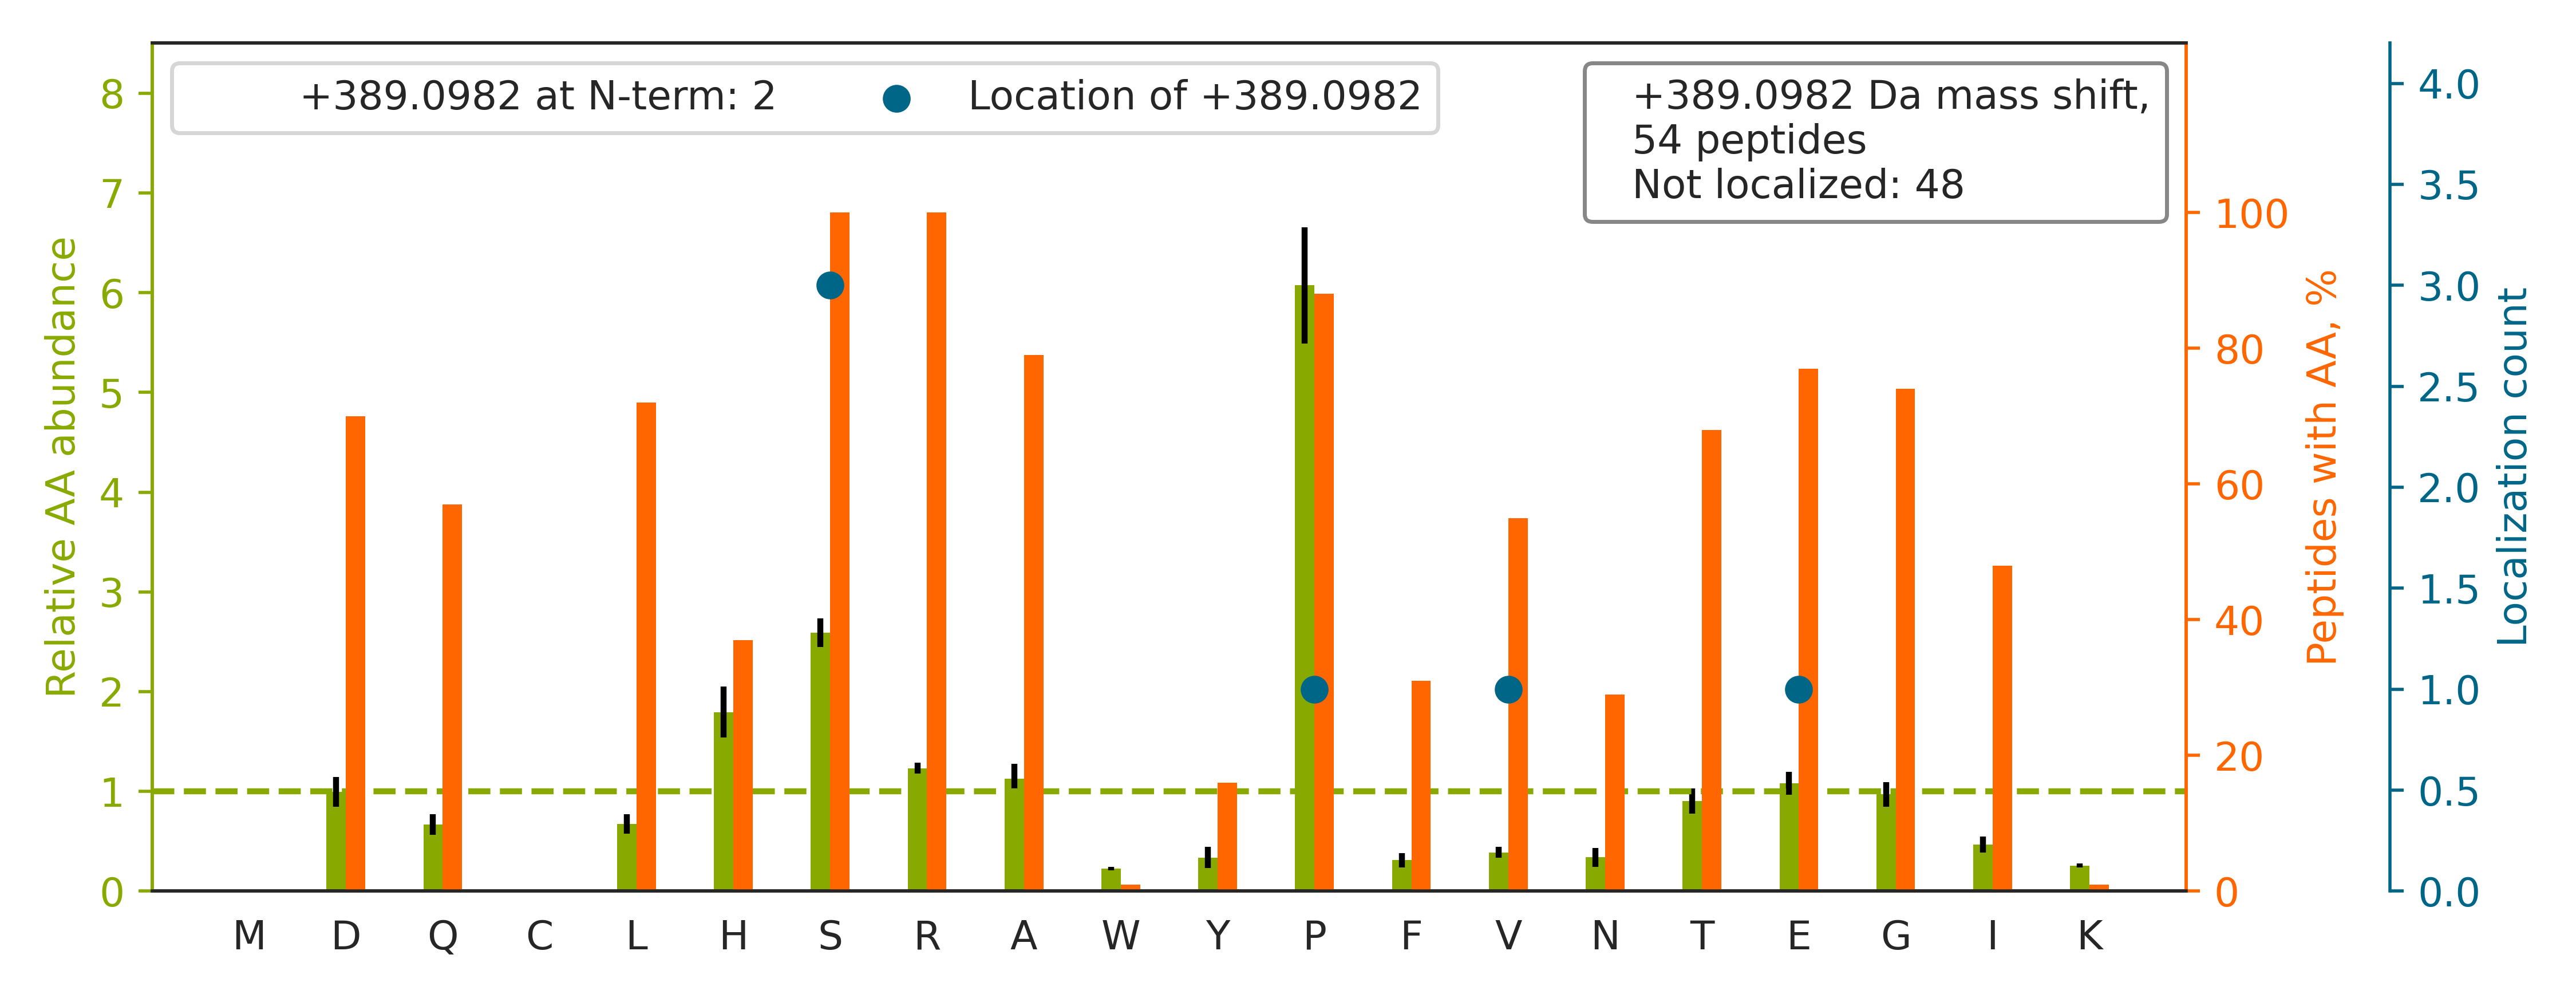 +389.0982 at N-term: 2
Location of +389.0982
+389.0982 Da mass shift,
54 peptides
Not localized: 48
Relative AA abundance
8
7
6
5
4
3
2
1
0
M D Q C L H S R A W Y P F V N T E G I K
100
80
60
40
20
0
Peptides with AA, %
4.0
3.5
3.0
2.5
2.0
1.5
1.0
0.5
0.0
Localization count